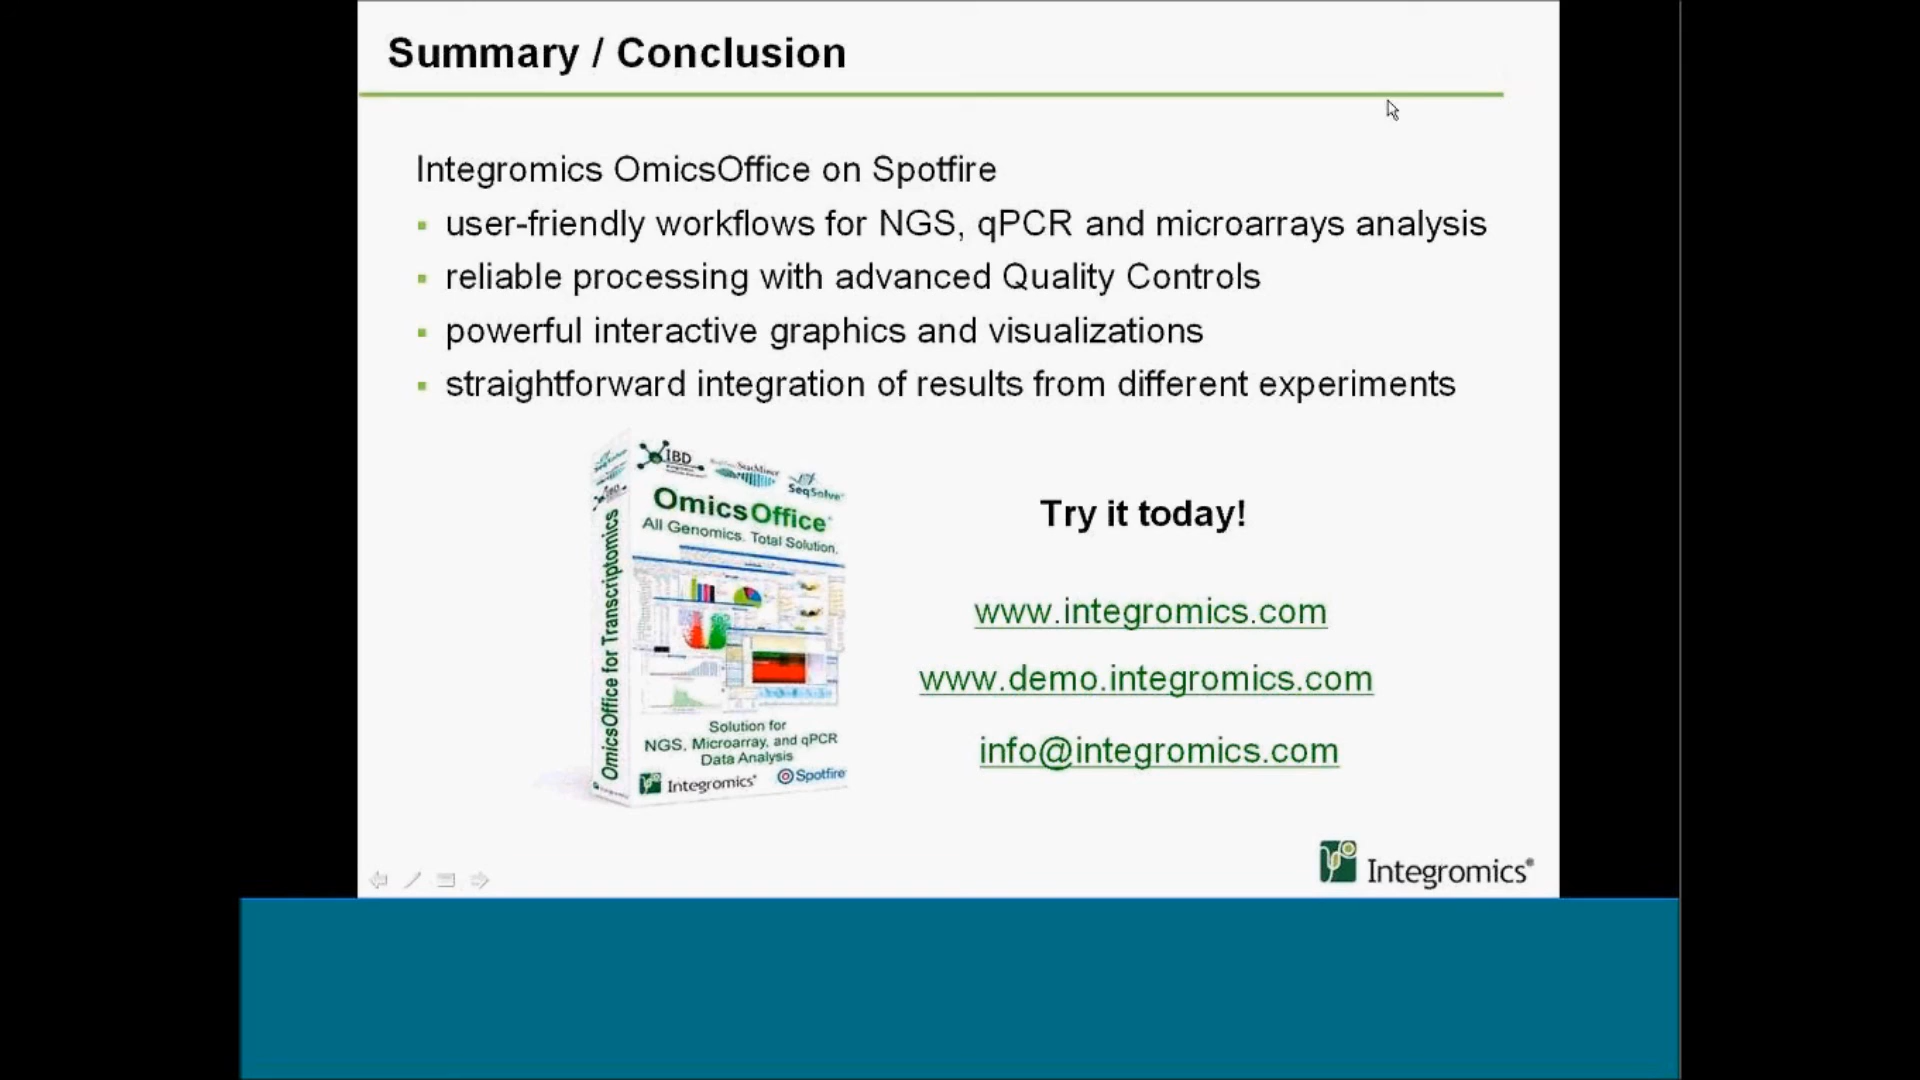 Summary / Conclusion
Integromics OmicsOffice on Spotfire
▪ user-friendly workflows for NGS, qPCR and microarrays analysis
▪ reliable processing with advanced Quality Controls
▪ powerful interactive graphics and visualizations
▪ straightforward integration of results from different experiments
IBD
StatMiner
SeqSolve
OmicsOffice
All Genomics. Total Solution.
OmicsOffice for Transcriptomics
Solution for
NGS, Microarray, and qPCR
Data Analysis
Integromics Spotfire
Try it today!
www.integromics.com
www.demo.integromics.com
info@integromics.com
Integromics®